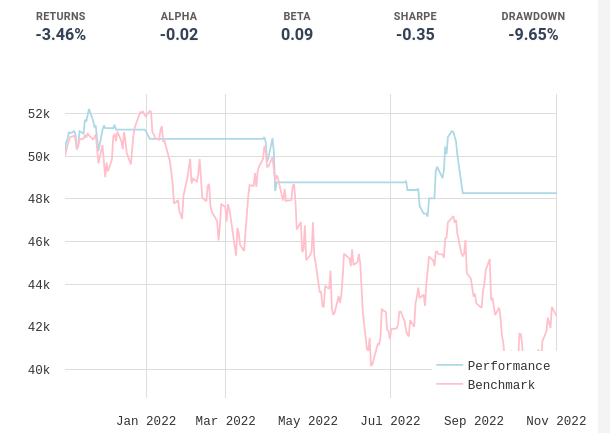 RETURNS ALPHA BETA SHARPE DRAWDOWN
-3.46% -0.02 0.09 -0.35 -9.65%
52k
50k
48k
46k
44k
42k
40k
Performance
Benchmark
Jan 2022 Mar 2022 May 2022 Jul 2022 Sep 2022 Nov 2022